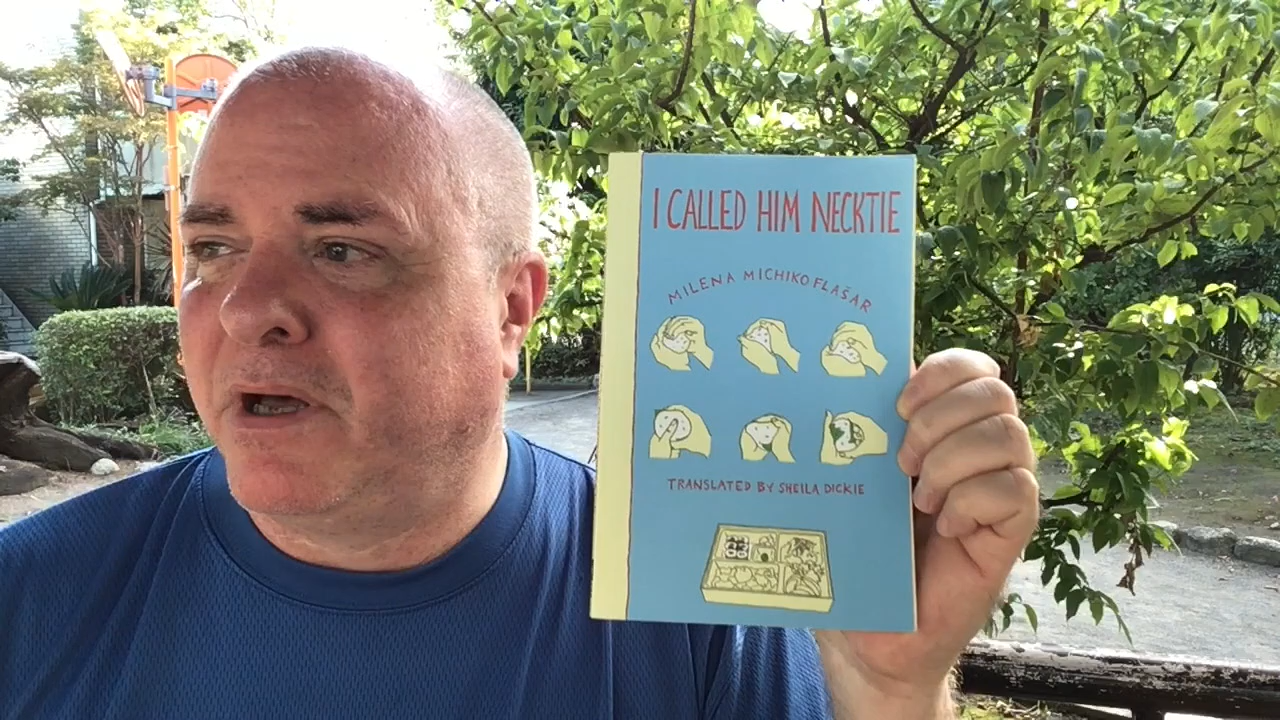 I CALLED HIM NECKTIE
MILENA MICHIKO FLAŠAR
TRANSLATED BY SHEILA DICKIE